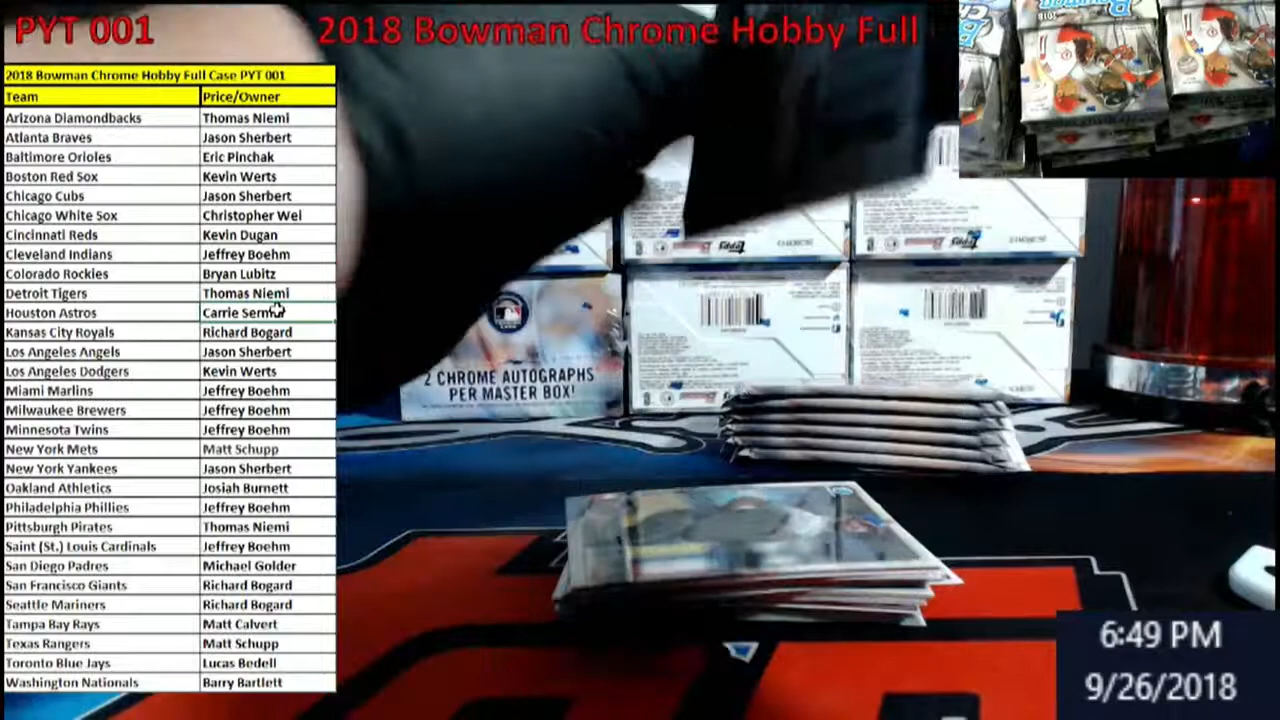 PYT 001 2018 Bowman Chrome Hobby Full
2018 Bowman Chrome Hobby Full Case PYT 001
Team Price/Owner
Arizona Diamondbacks Thomas Niemi
Atlanta Braves Jason Sherbert
Baltimore Orioles Eric Pinchak
Boston Red Sox Kevin Werts
Chicago Cubs Jason Sherbert
Chicago White Sox Christopher Wel
Cincinnati Reds Kevin Dugan
Cleveland Indians Jeffrey Boehm
Colorado Rockies Bryan Lubitz
Detroit Tigers Thomas Niemi
Houston Astros Carrie
Kansas City Royals Richard Bogard
Los Angeles Angels Jason Sherbert
Los Angeles Dodgers Kevin Werts
Miami Marlins Jeffrey Boehm
Milwaukee Brewers Jeffrey Boehm
Minnesota Twins Jeffrey Boehm
New York Mets Matt Schupp
New York Yankees Jason Sherbert
Oakland Athletics Josiah Burnett
Philadelphia Phillies Jeffrey Boehm
Pittsburgh Pirates Thomas Niemi
Saint (St.) Louis Cardinals Jeffrey Boehm
San Diego Padres Michael Golder
San Francisco Giants Richard Bogard
Seattle Mariners Richard Bogard
Tampa Bay Rays Matt Calvert
Texas Rangers Matt Schupp
Toronto Blue Jays Lucas Bedell
Washington Nationals Barry Bartlett
2 CHROME AUTOGRAPHS
PER MASTER BOX!
Topps
Topps
6:49 PM
9/26/2018